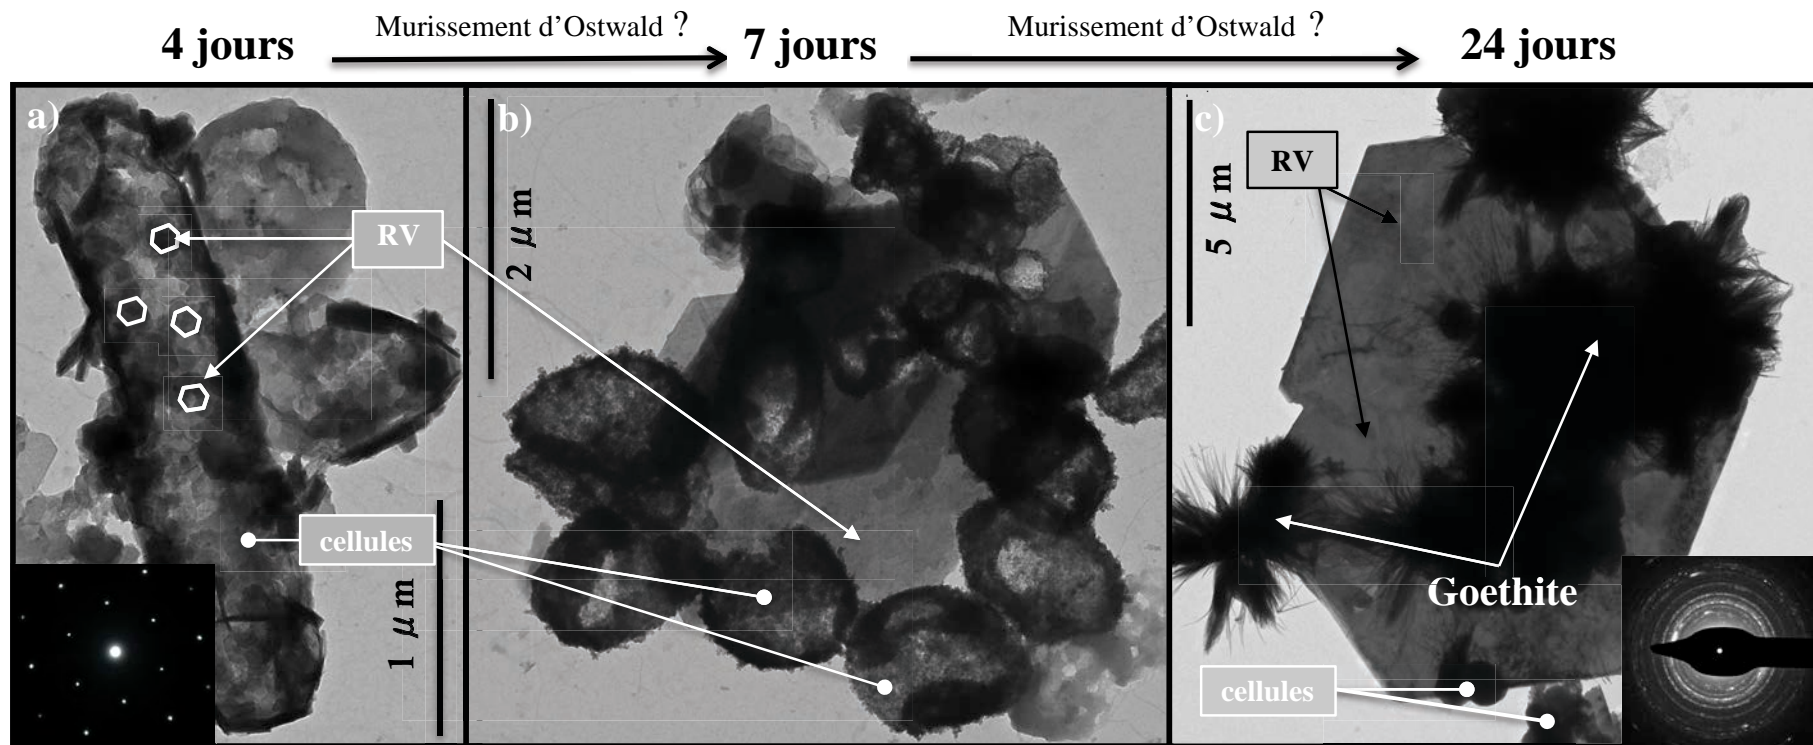 4 jours
Murissement d’Ostwald ?
7 jours
Murissement d’Ostwald ?
24 jours
a)
b)
c)
RV
RV
2 μm
5 μm
cellules
1 μm
Goethite
cellules